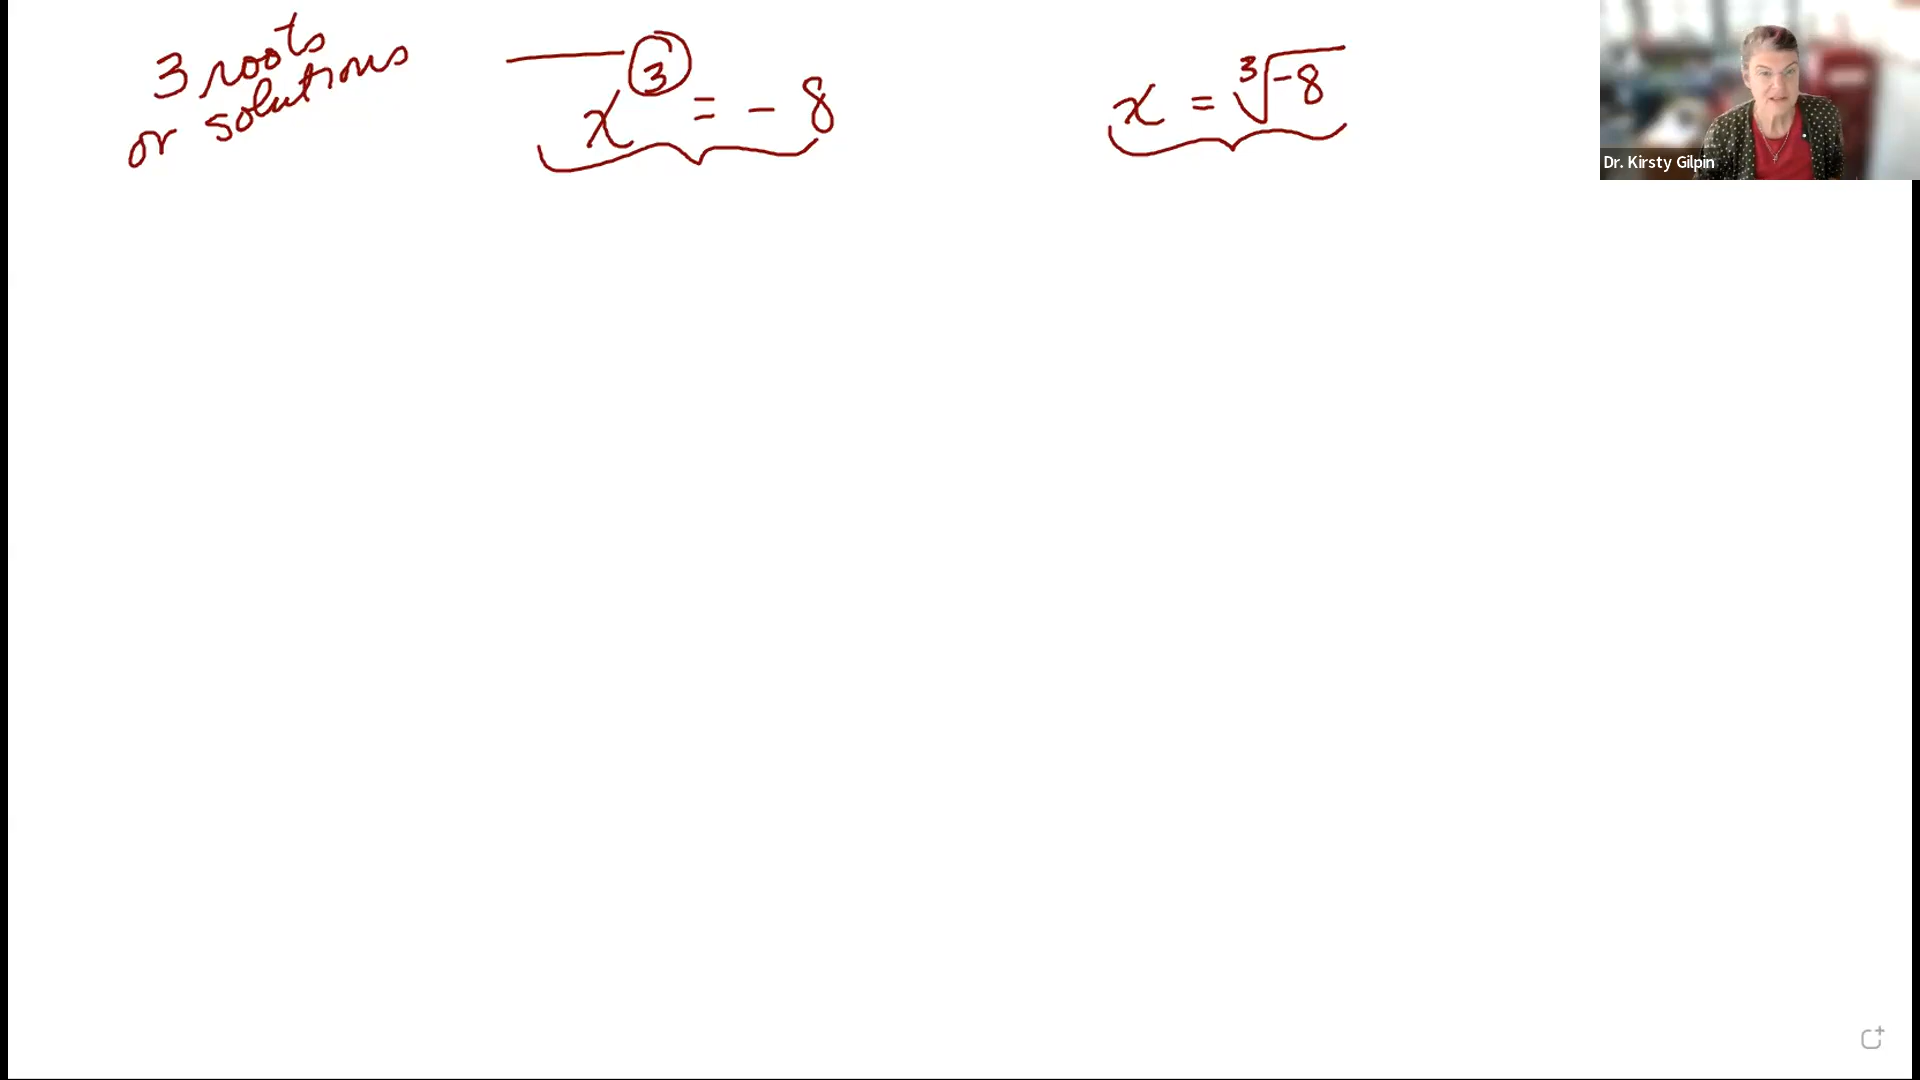 3 roots
or solutions
x³ = - 8
x = ∛-8
Dr. Kirsty Gilpin